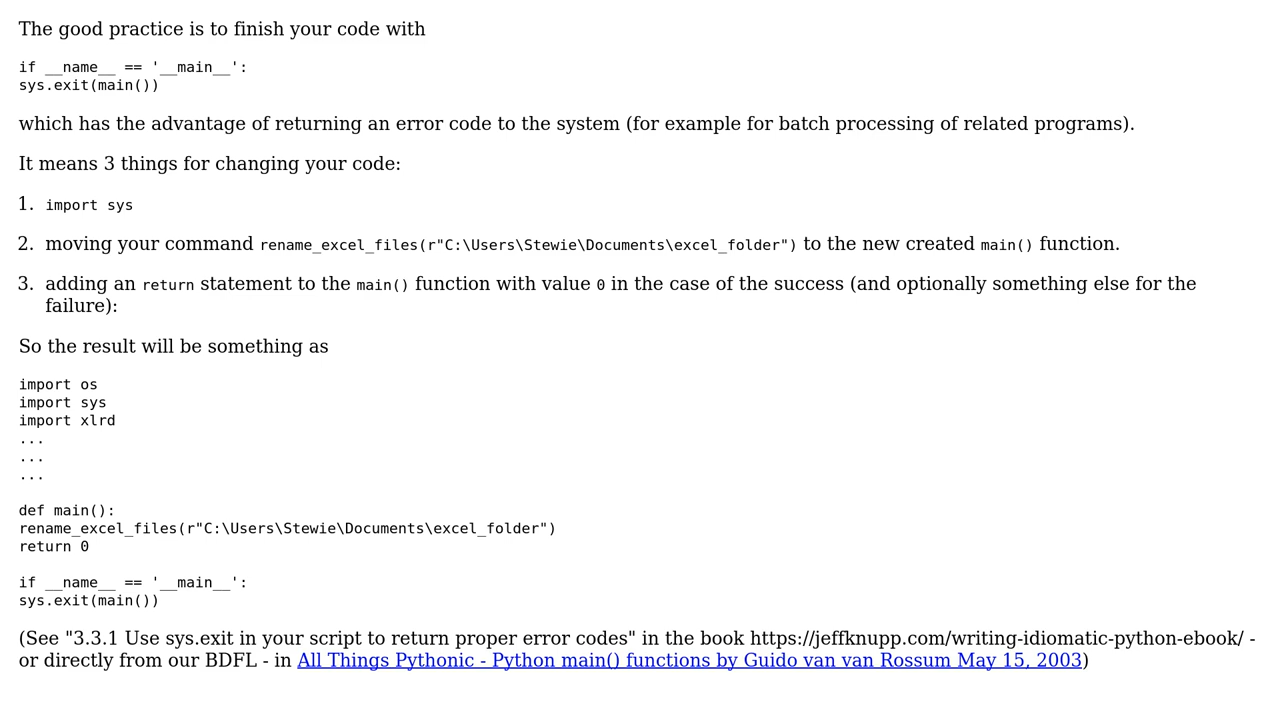 The good practice is to finish your code with
if __name__ == '__main__':
sys.exit(main())
which has the advantage of returning an error code to the system (for example for batch processing of related programs).
It means 3 things for changing your code:
1. import sys
2. moving your command rename_excel_files(r"C:\Users\Stewie\Documents\excel_folder") to the new created main() function.
3. adding an return statement to the main() function with value 0 in the case of the success (and optionally something else for the
failure):
So the result will be something as
import os
import sys
import xlrd
...
...
...
def main():
rename_excel_files(r"C:\Users\Stewie\Documents\excel_folder")
return 0
if __name__ == '__main__':
sys.exit(main())
(See "3.3.1 Use sys.exit in your script to return proper error codes" in the book https://jeffknupp.com/writing-idiomatic-python-ebook/ -
or directly from our BDFL - in All Things Pythonic - Python main() functions by Guido van van Rossum May 15, 2003)